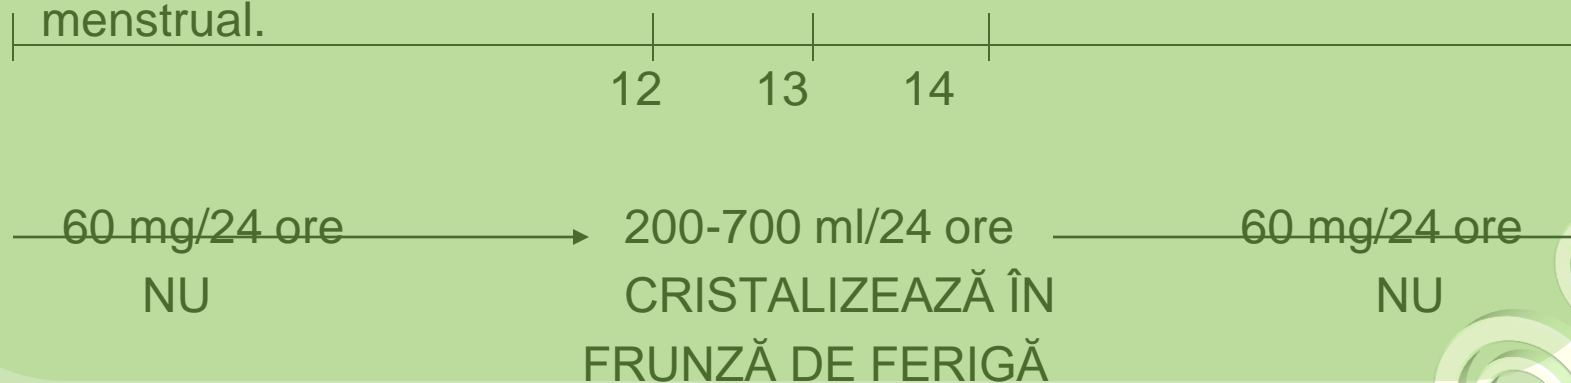 menstrual.
12 13 14
60 mg/24 ore 200-700 ml/24 ore 60 mg/24 ore
NU CRISTALIZEAZĂ ÎN NU
FRUNZĂ DE FERIGĂ